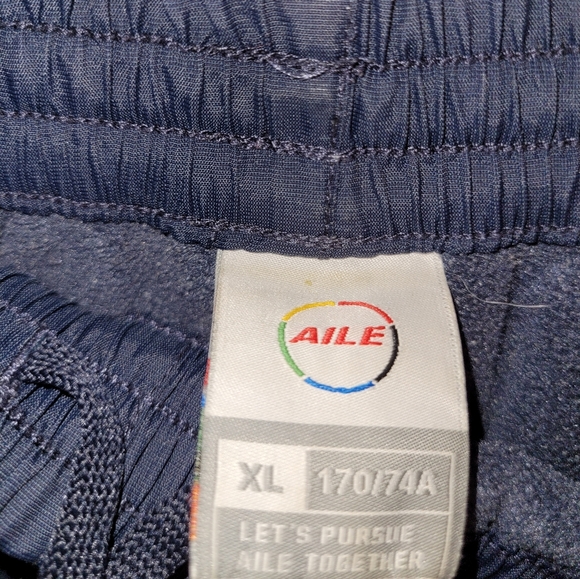 AILE
XL 170/74A
LET'S PURSUE
AILE TOGETHER